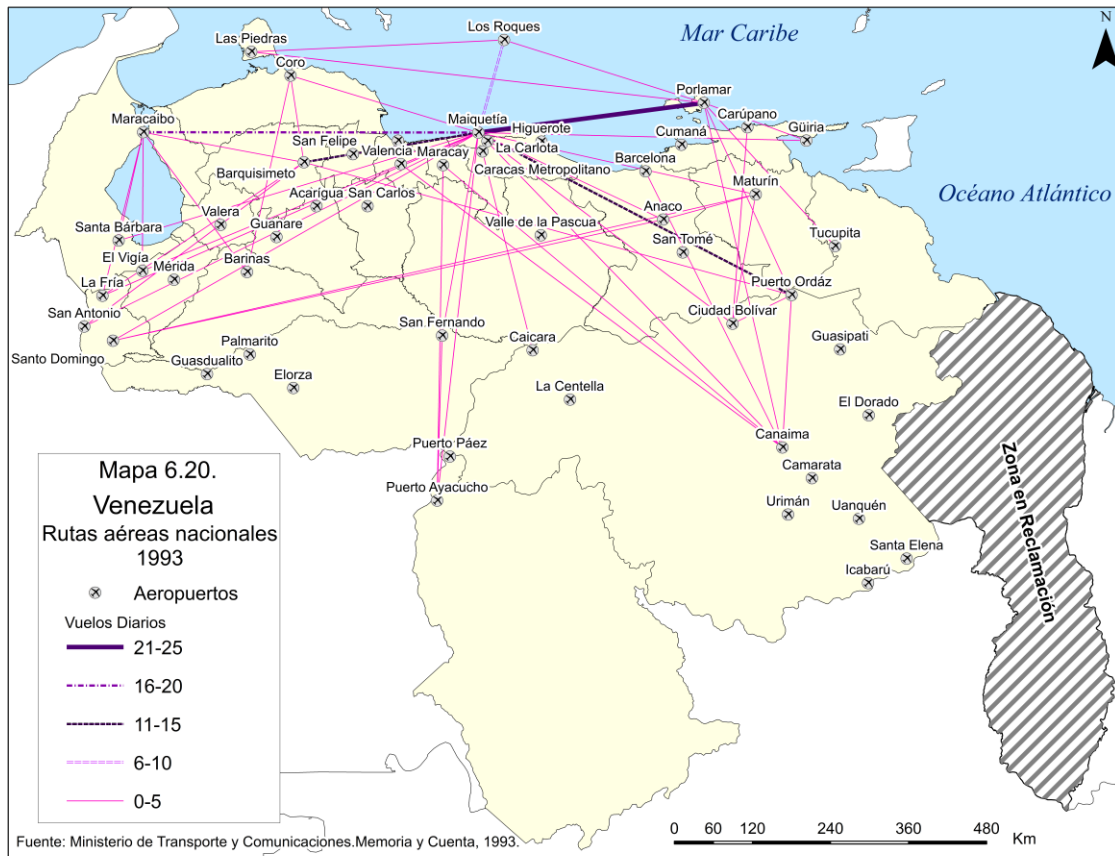 Los Roques
Mar Caribe
N
Las Piedras
Coro
Porlamar
Maracaibo
Maiquetía
Carúpano
Higuerote
Cumaná
Güiria
San Felipe
La Carlota
Valencia
Maracay
Caracas Metropolitano
Barquisimeto
Barcelona
Océano Atlántico
Acarígua
San Carlos
Maturín
Valera
Anaco
Santa Bárbara
Guanare
Valle de la Pascua
Tucupita
San Tomé
El Vigía
Mérida
Barinas
La Fría
Puerto Ordáz
San Antonio
San Fernando
Ciudad Bolívar
Santo Domingo
Palmarito
Caicara
Guasipati
Guasdualito
Elorza
La Centella
El Dorado
Canaima
Puerto Páez
Camarata
Puerto Ayacucho
Urimán
Uanquén
Santa Elena
Icabarú
Zona en Reclamación
Mapa 6.20.
Venezuela
Rutas aéreas nacionales
1993
Aeropuertos
Vuelos Diarios
21-25
16-20
11-15
6-10
0-5
Fuente: Ministerio de Transporte y Comunicaciones.Memoria y Cuenta, 1993.
0 60 120 240 360 480 Km